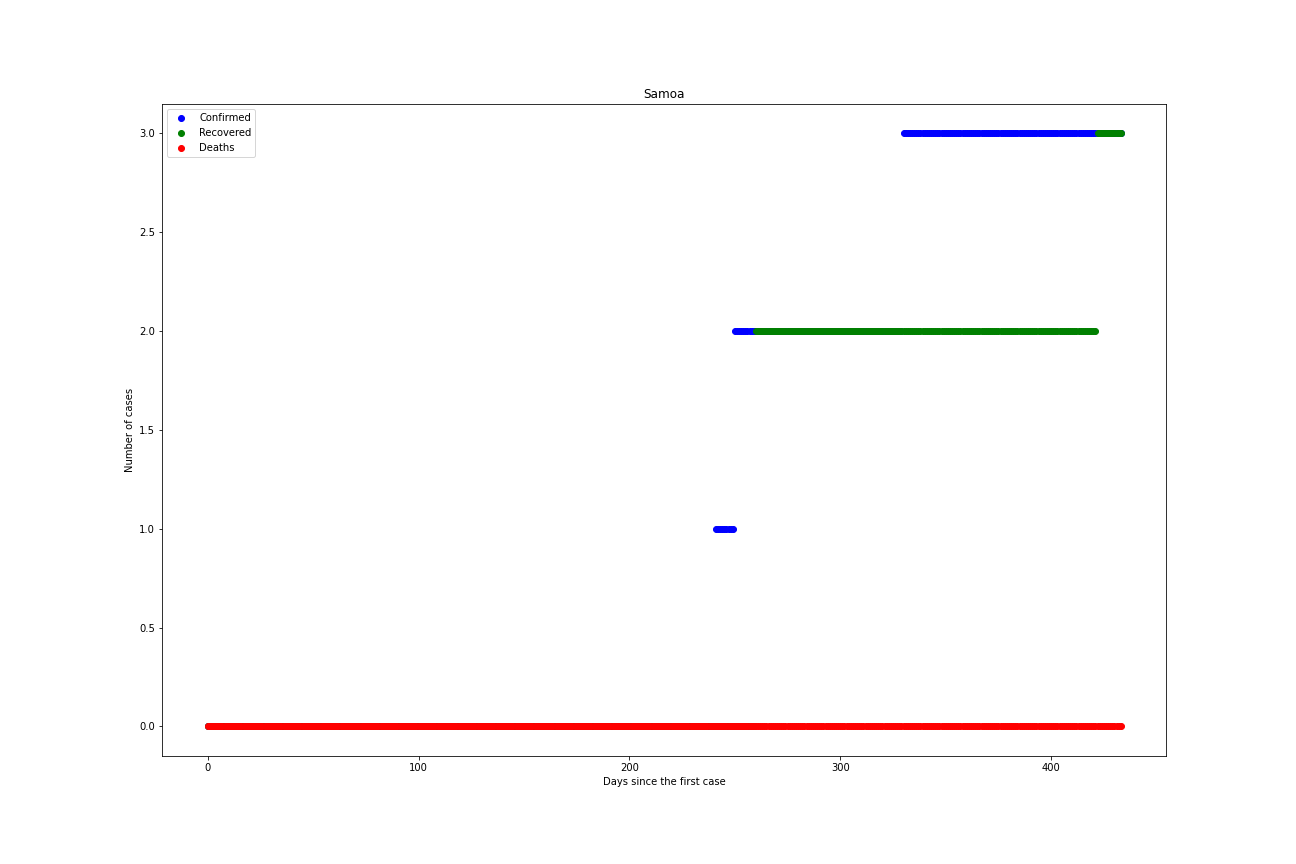 Samoa
Confirmed
Recovered
Deaths
3.0
2.5
2.0
1.5
1.0
0.5
0.0
Number of cases
0 100 200 300 400
Days since the first case